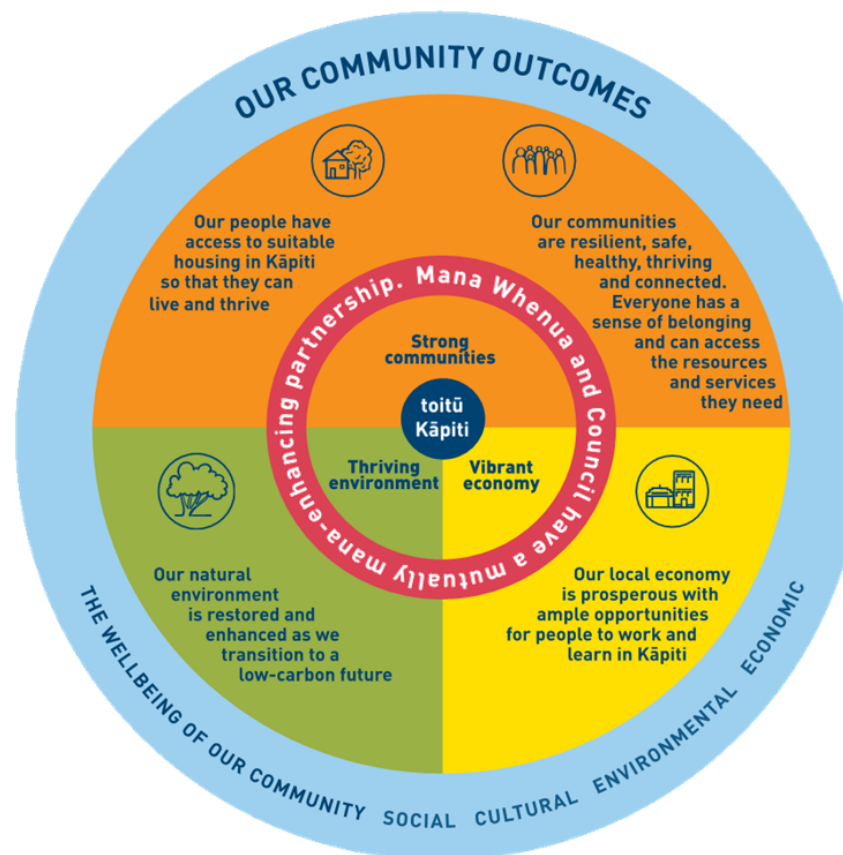 OUR COMMUNITY OUTCOMES
Our people have
access to suitable
housing in Kāpiti
so that they can
live and thrive
Our communities
are resilient, safe,
healthy, thriving
and connected.
Everyone has a
sense of belonging
and can access
the resources
and services
they need
Mana Whenua and Council have a mutually mana-enhancing partnership.
Strong
communities
toitū
Kāpiti
Thriving
environment
Vibrant
economy
Our natural
environment
is restored and
enhanced as we
transition to a
low-carbon future
Our local economy
is prosperous with
ample opportunities
for people to work and
learn in Kāpiti
THE WELLBEING OF OUR COMMUNITY SOCIAL CULTURAL ENVIRONMENTAL ECONOMIC